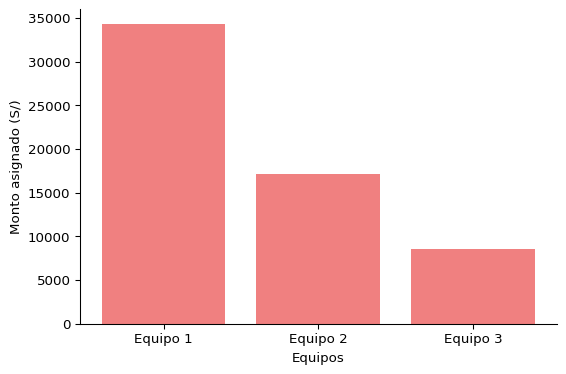 35000
30000
25000
20000
15000
10000
5000
0
Monto asignado (S/)
Equipo 1
Equipo 2
Equipo 3
Equipos